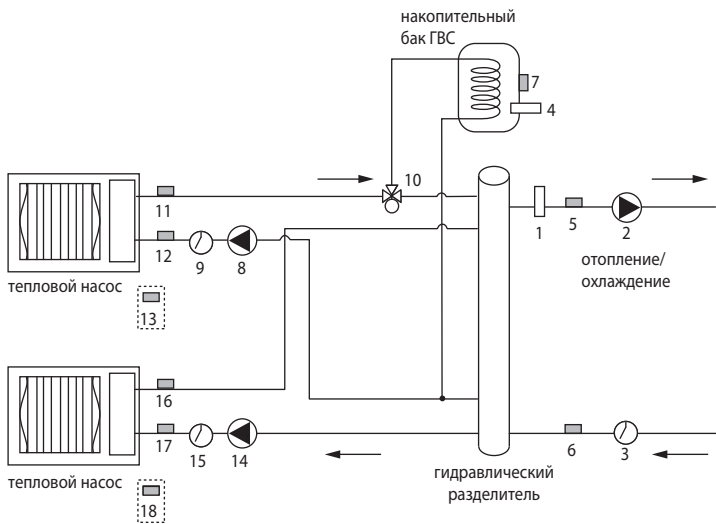 накопительный
бак ГВС
7
4
10
11
12
9
8
1
5
2
отопление/
охлаждение
тепловой насос
13
16
17
15
14
6
3
гидравлический
разделитель
тепловой насос
18